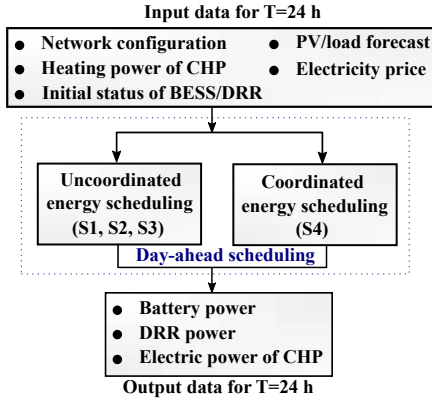 Input data for T=24 h
● Network configuration
● Heating power of CHP
● Initial status of BESS/DRR
● PV/load forecast
● Electricity price
Uncoordinated
energy scheduling
(S1, S2, S3)
Coordinated
energy scheduling
(S4)
Day-ahead scheduling
● Battery power
● DRR power
● Electric power of CHP
Output data for T=24 h